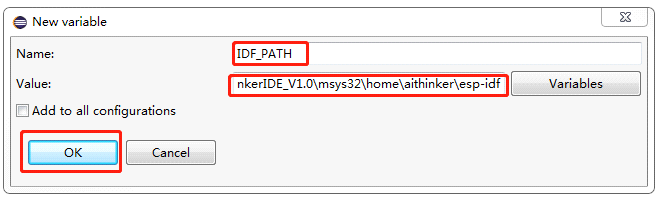 New variable
Name: IDF_PATH
Value: nkerIDE_V1.0\msys32\home\aithinker\esp-idf Variables
Add to all configurations
OK Cancel